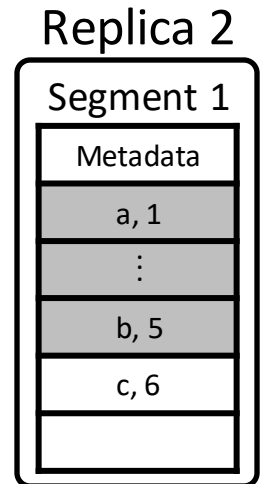 Replica 2
Segment 1
Metadata
a, 1
⋮
b, 5
c, 6